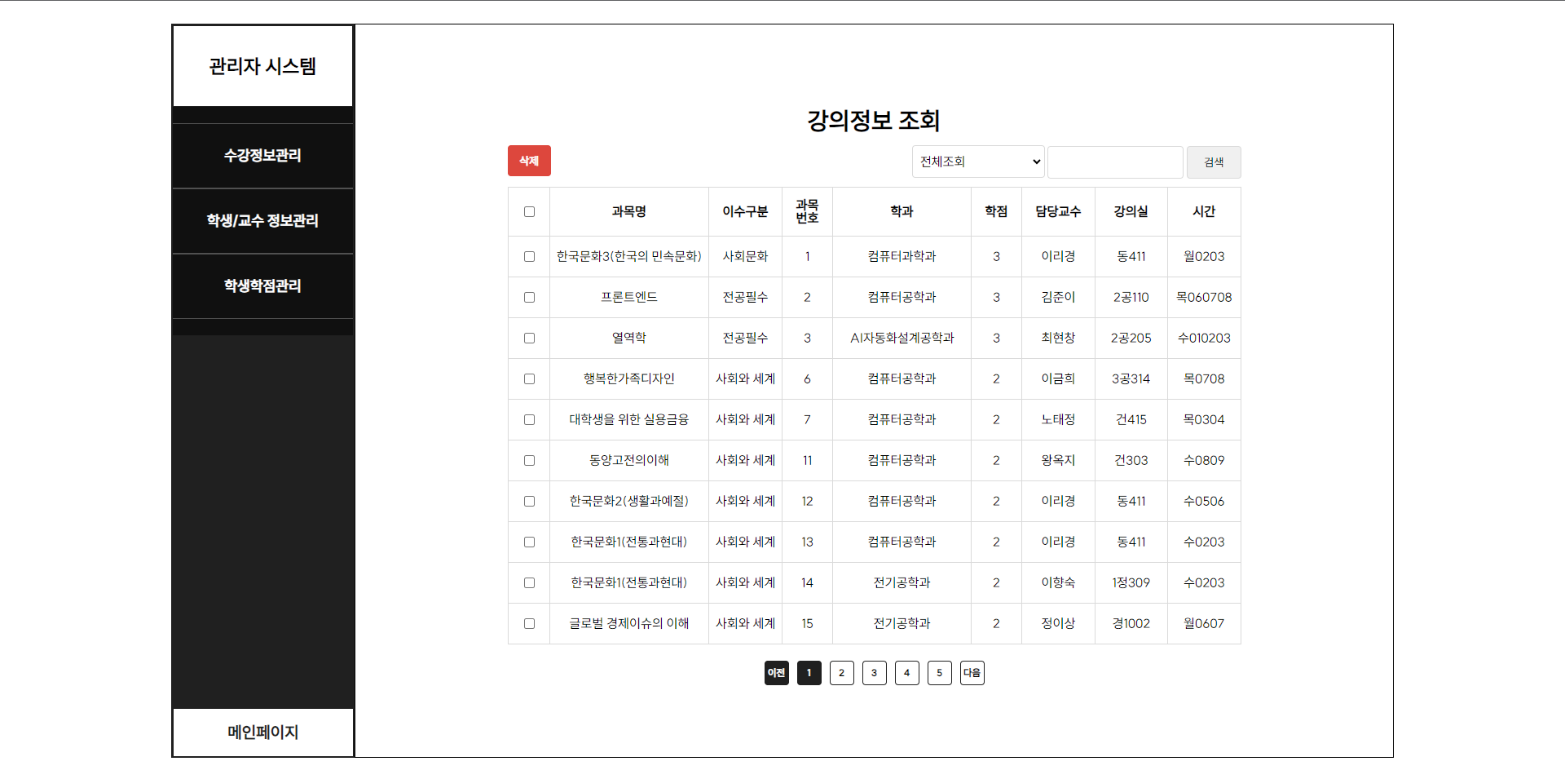 관리자 시스템
수강정보관리
학생/교수 정보관리
학생학점관리
메인페이지
강의정보 조회
삭제 전체조회 검색
과목명 이수구분 과목 번호 학과 학점 담당교수 강의실 시간
한국문화3(한국의 민속문화) 사회문화 1 컴퓨터과학과 3 이리경 동411 월0203
프론트엔드 전공필수 2 컴퓨터공학과 3 김준이 2공110 목060708
열역학 전공필수 3 AI자동화설계공학과 3 최현창 2공205 수010203
행복한가족디자인 사회와 세계 6 컴퓨터공학과 2 이금희 3공314 목0708
대학생을 위한 실용금융 사회와 세계 7 컴퓨터공학과 2 노태정 건415 목0304
동양고전의이해 사회와 세계 11 컴퓨터공학과 2 왕옥지 건303 수0809
한국문화2(생활과예절) 사회와 세계 12 컴퓨터공학과 2 이리경 동411 수0506
한국문화1(전통과현대) 사회와 세계 13 컴퓨터공학과 2 이리경 동411 수0203
한국문화1(전통과현대) 사회와 세계 14 전기공학과 2 이향숙 1정309 수0203
글로벌 경제이슈의 이해 사회와 세계 15 전기공학과 2 정이상 경1002 월0607
이전 1 2 3 4 5 다음